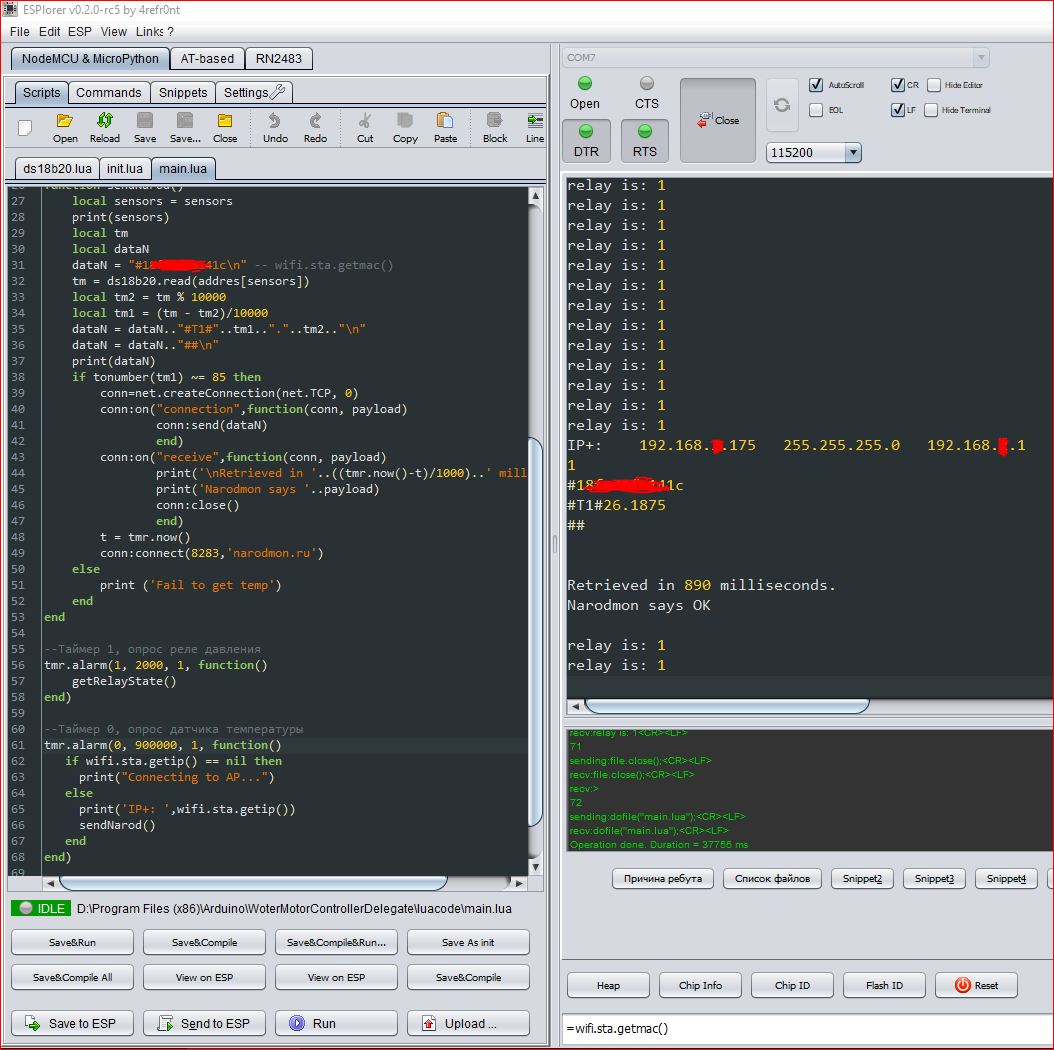 ESPlorer v0.2.0-rc5 by 4refr0nt
File Edit ESP View Links ?
NodeMCU & MicroPython AT-based RN2483
Scripts Commands Snippets Settings
Open Reload Save Save... Close Undo Redo Cut Copy Paste Block Line
ds18b20.lua init.lua main.lua
27 local sensors = sensors
28 print(sensors)
29 local tm
30 local dataN
31 dataN = "#18 41c\n" -- wifi.sta.getmac()
32 tm = ds18b20.read(addres[sensors])
33 local tm2 = tm % 10000
34 local tm1 = (tm - tm2)/10000
35 dataN = dataN.."#T1#"..tm1.."."..tm2.."\n"
36 dataN = dataN.."##\n"
37 print(dataN)
38 if tonumber(tm1) ~= 85 then
39 conn=net.createConnection(net.TCP, 0)
40 conn:on("connection",function(conn, payload)
41 conn:send(dataN)
42 end)
43 conn:on("receive",function(conn, payload)
44 print('\nRetrieved in '..((tmr.now()-t)/1000)..' mill
45 print('Narodmon says '..payload)
46 conn:close()
47 end)
48 t = tmr.now()
49 conn:connect(8283,'narodmon.ru')
50 else
51 print ('Fail to get temp')
52 end
53 end
54
55 --Таймер 1, опрос реле давления
56 tmr.alarm(1, 2000, 1, function()
57 getRelayState()
58 end)
59
60 --Таймер 0, опрос датчика температуры
61 tmr.alarm(0, 900000, 1, function()
62 if wifi.sta.getip() == nil then
63 print("Connecting to AP...")
64 else
65 print('IP+: ',wifi.sta.getip())
66 sendNarod()
67 end
68 end)
69
IDLE D:\Program Files (x86)\Arduino\WoterMotorControllerDelegate\luacode\main.lua
Save&Run Save&Compile Save&Compile&Run... Save As init
Save&Compile All View on ESP View on ESP Save&Compile
Save to ESP Send to ESP Run Upload ...
COM7
Open CTS Close AutoScroll CR Hide Editor
EOL LF Hide Terminal
DTR RTS 115200
relay is: 1
relay is: 1
relay is: 1
relay is: 1
relay is: 1
relay is: 1
relay is: 1
relay is: 1
relay is: 1
relay is: 1
relay is: 1
relay is: 1
relay is: 1
IP+: 192.168. .175 255.255.255.0 192.168. .1
1
#18 41c
#T1#26.1875
##
Retrieved in 890 milliseconds.
Narodmon says OK
relay is: 1
relay is: 1
recv:relay is: 1<CR><LF>
71
sending:file.close();<CR><LF>
recv:file.close();<CR><LF>
recv:>
72
sending:dofile("main.lua");<CR><LF>
recv:dofile("main.lua");<CR><LF>
Operation done. Duration = 37755 ms
Причина ребута Список файлов Snippet2 Snippet3 Snippet4
Heap Chip Info Chip ID Flash ID Reset
=wifi.sta.getmac()